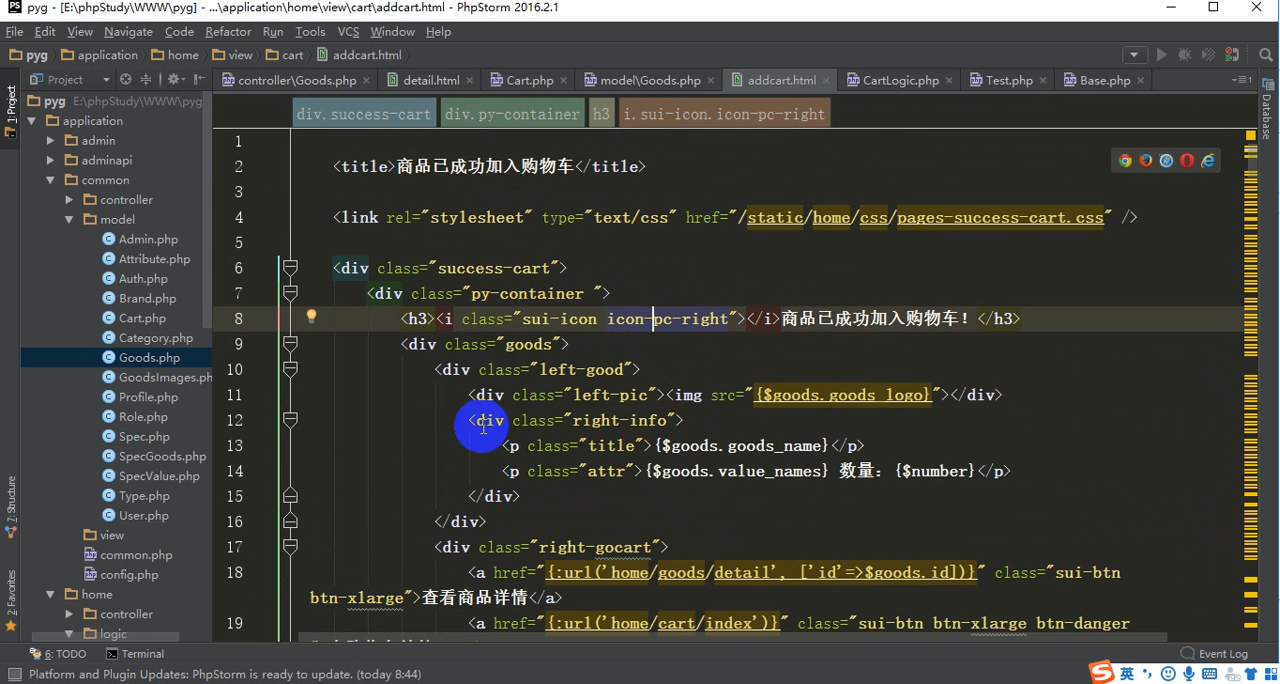 pyg - [E:\phpStudy\WWW\pyg] - ...\application\home\view\cart\addcart.html - PhpStorm 2016.2.1
File Edit View Navigate Code Refactor Run Tools VCS Window Help
pyg application home view cart addcart.html
Project controller\Goods.php detail.html Cart.php model\Goods.php addcart.html CartLogic.php Test.php Base.php
1: Project
7: Structure
2: Favorites
Database
pyg E:\phpStudy\WWW\pyg
application
admin
adminapi
common
controller
model
Admin.php
Attribute.php
Auth.php
Brand.php
Cart.php
Category.php
Goods.php
GoodsImages.ph
Profile.php
Role.php
Spec.php
SpecGoods.php
SpecValue.php
Type.php
User.php
view
common.php
config.php
home
controller
logic
div.success-cart div.py-container h3 i.sui-icon.icon-pc-right
1
2 <title>商品已成功加入购物车</title>
3
4 <link rel="stylesheet" type="text/css" href="/static/home/css/pages-success-cart.css" />
5
6 <div class="success-cart">
7 <div class="py-container ">
8 <h3><i class="sui-icon icon-pc-right"></i>商品已成功加入购物车！</h3>
9 <div class="goods">
10 <div class="left-good">
11 <div class="left-pic"><img src="{$goods.goods_logo}"></div>
12 <div class="right-info">
13 <p class="title">{$goods.goods_name}</p>
14 <p class="attr">{$goods.value_names} 数量：{$number}</p>
15 </div>
16 </div>
17 <div class="right-gocart">
18 <a href="{:url('home/goods/detail', ['id'=>$goods.id])}" class="sui-btn
btn-xlarge">查看商品详情</a>
19 <a href="{:url('home/cart/index')}" class="sui-btn btn-xlarge btn-danger
6: TODO Terminal Event Log
Platform and Plugin Updates: PhpStorm is ready to update. (today 8:44)
英